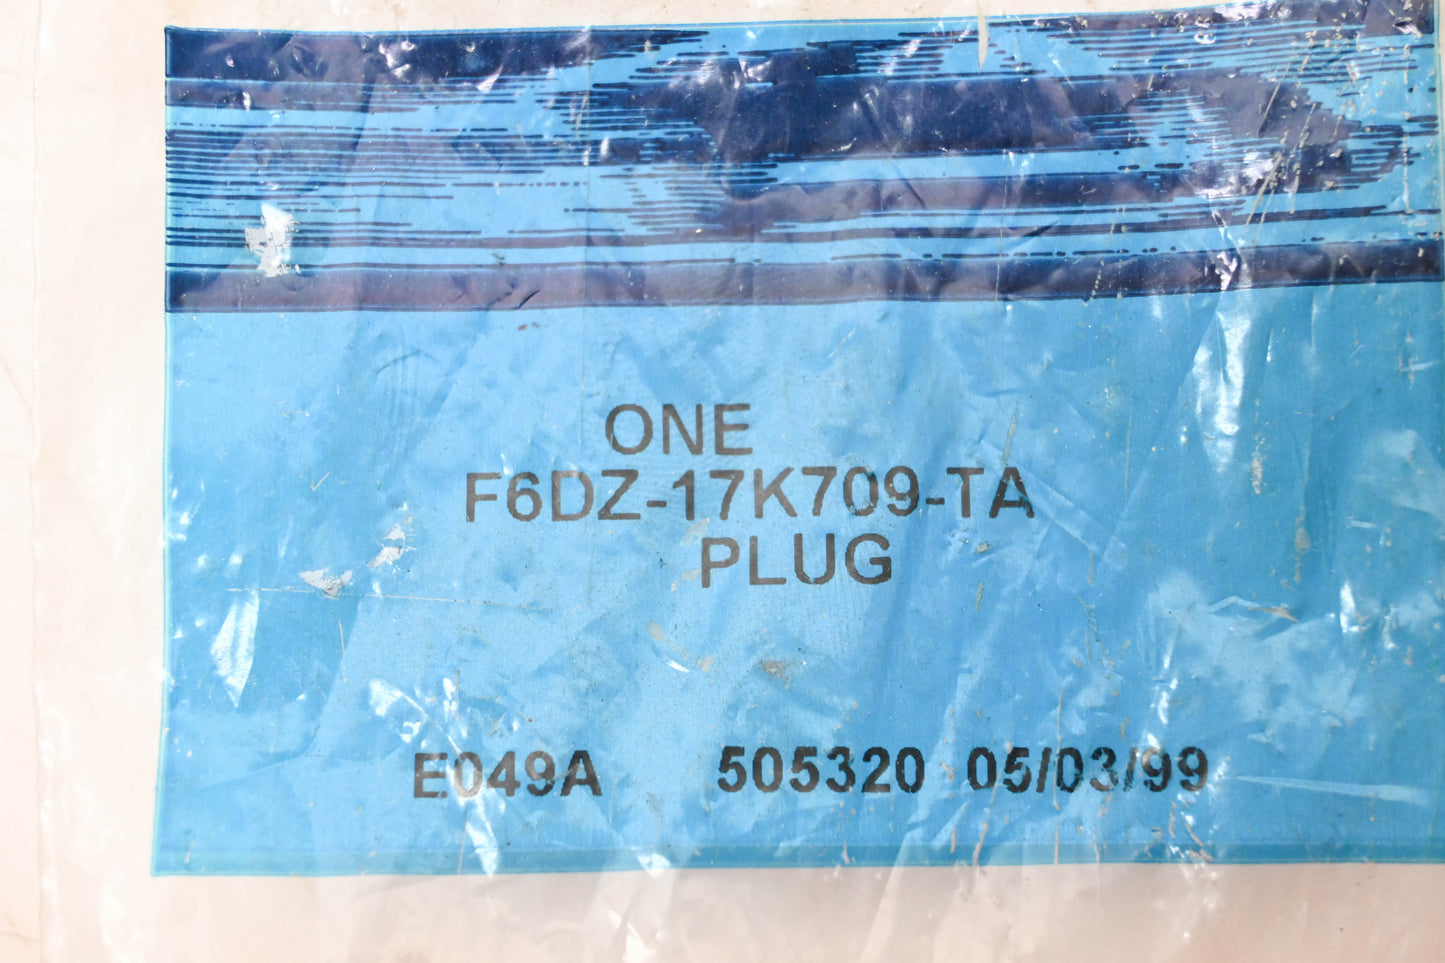 ONE
F6DZ-17K709-TA
PLUG
E049A 505320 05/03/99